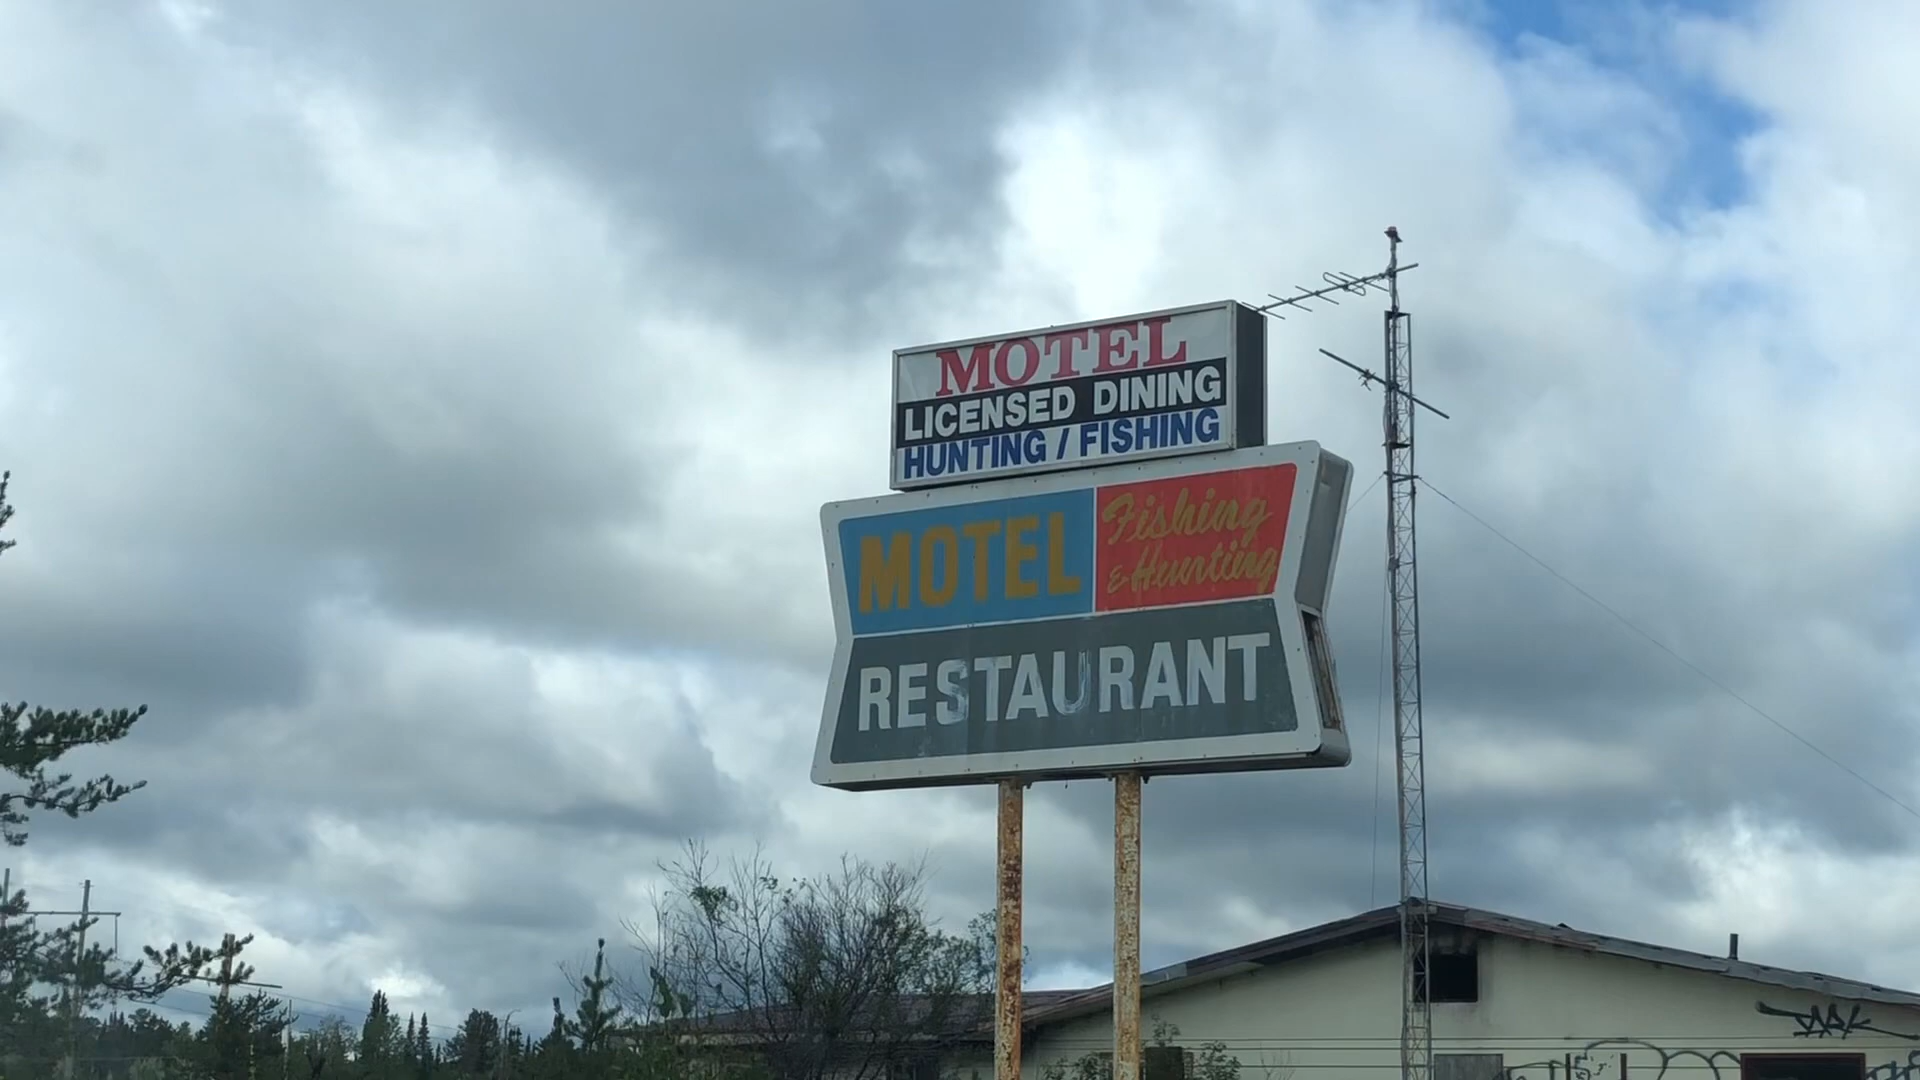 MOTEL
LICENSED DINING
HUNTING / FISHING
MOTEL
Fishing
& Hunting
RESTAURANT